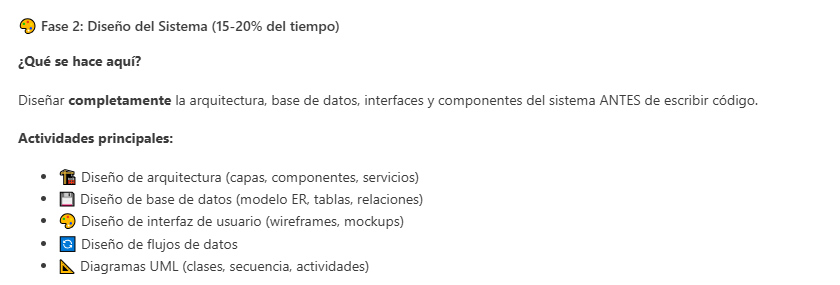 🎨 Fase 2: Diseño del Sistema (15-20% del tiempo)
¿Qué se hace aquí?
Diseñar completamente la arquitectura, base de datos, interfaces y componentes del sistema ANTES de escribir código.
Actividades principales:
• 🏗️ Diseño de arquitectura (capas, componentes, servicios)
• 💾 Diseño de base de datos (modelo ER, tablas, relaciones)
• 🎨 Diseño de interfaz de usuario (wireframes, mockups)
• 🔄 Diseño de flujos de datos
• 📐 Diagramas UML (clases, secuencia, actividades)